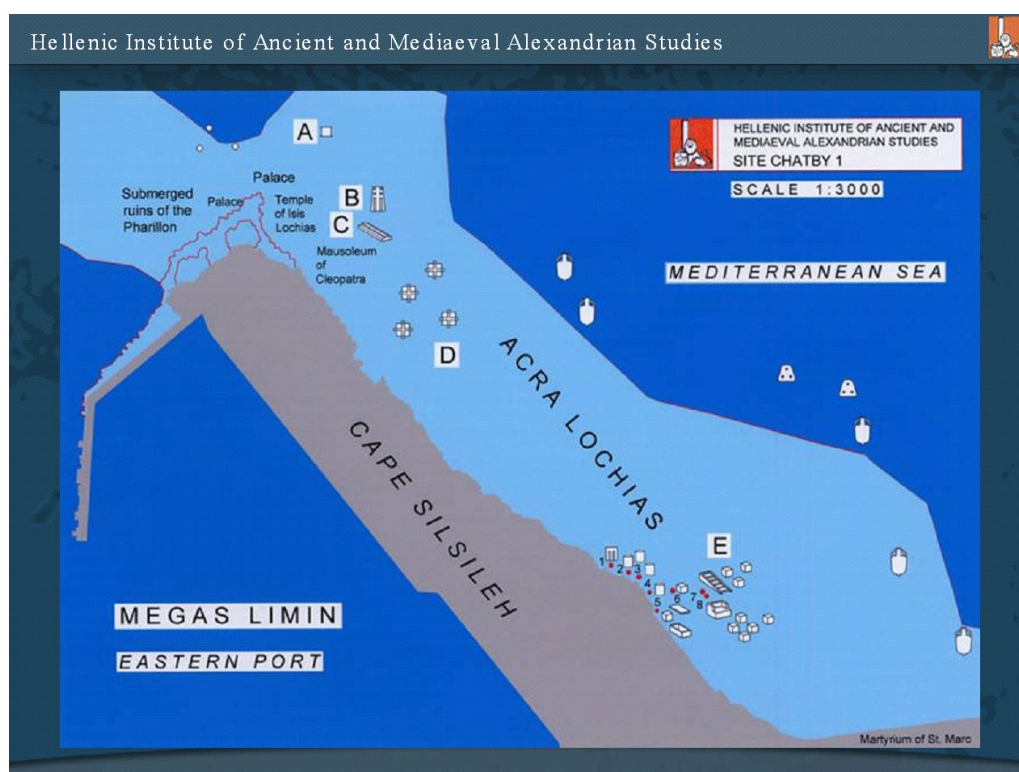 Hellenic Institute of Ancient and Mediaeval Alexandrian Studies
HELLENIC INSTITUTE OF ANCIENT AND
MEDIAEVAL ALEXANDRIAN STUDIES
SITE CHATBY 1
SCALE 1:3000
A
Palace
Submerged
ruins of the
Pharillon
Palace
Temple
of Isis
Lochias
B
C
Mausoleum
of
Cleopatra
MEDITERRANEAN SEA
D
ACRA LOCHIAS
CAPE SILSILEH
E
1
2
3
4
5
6
7
8
MEGAS LIMIN
EASTERN PORT
Martyrium of St. Marc